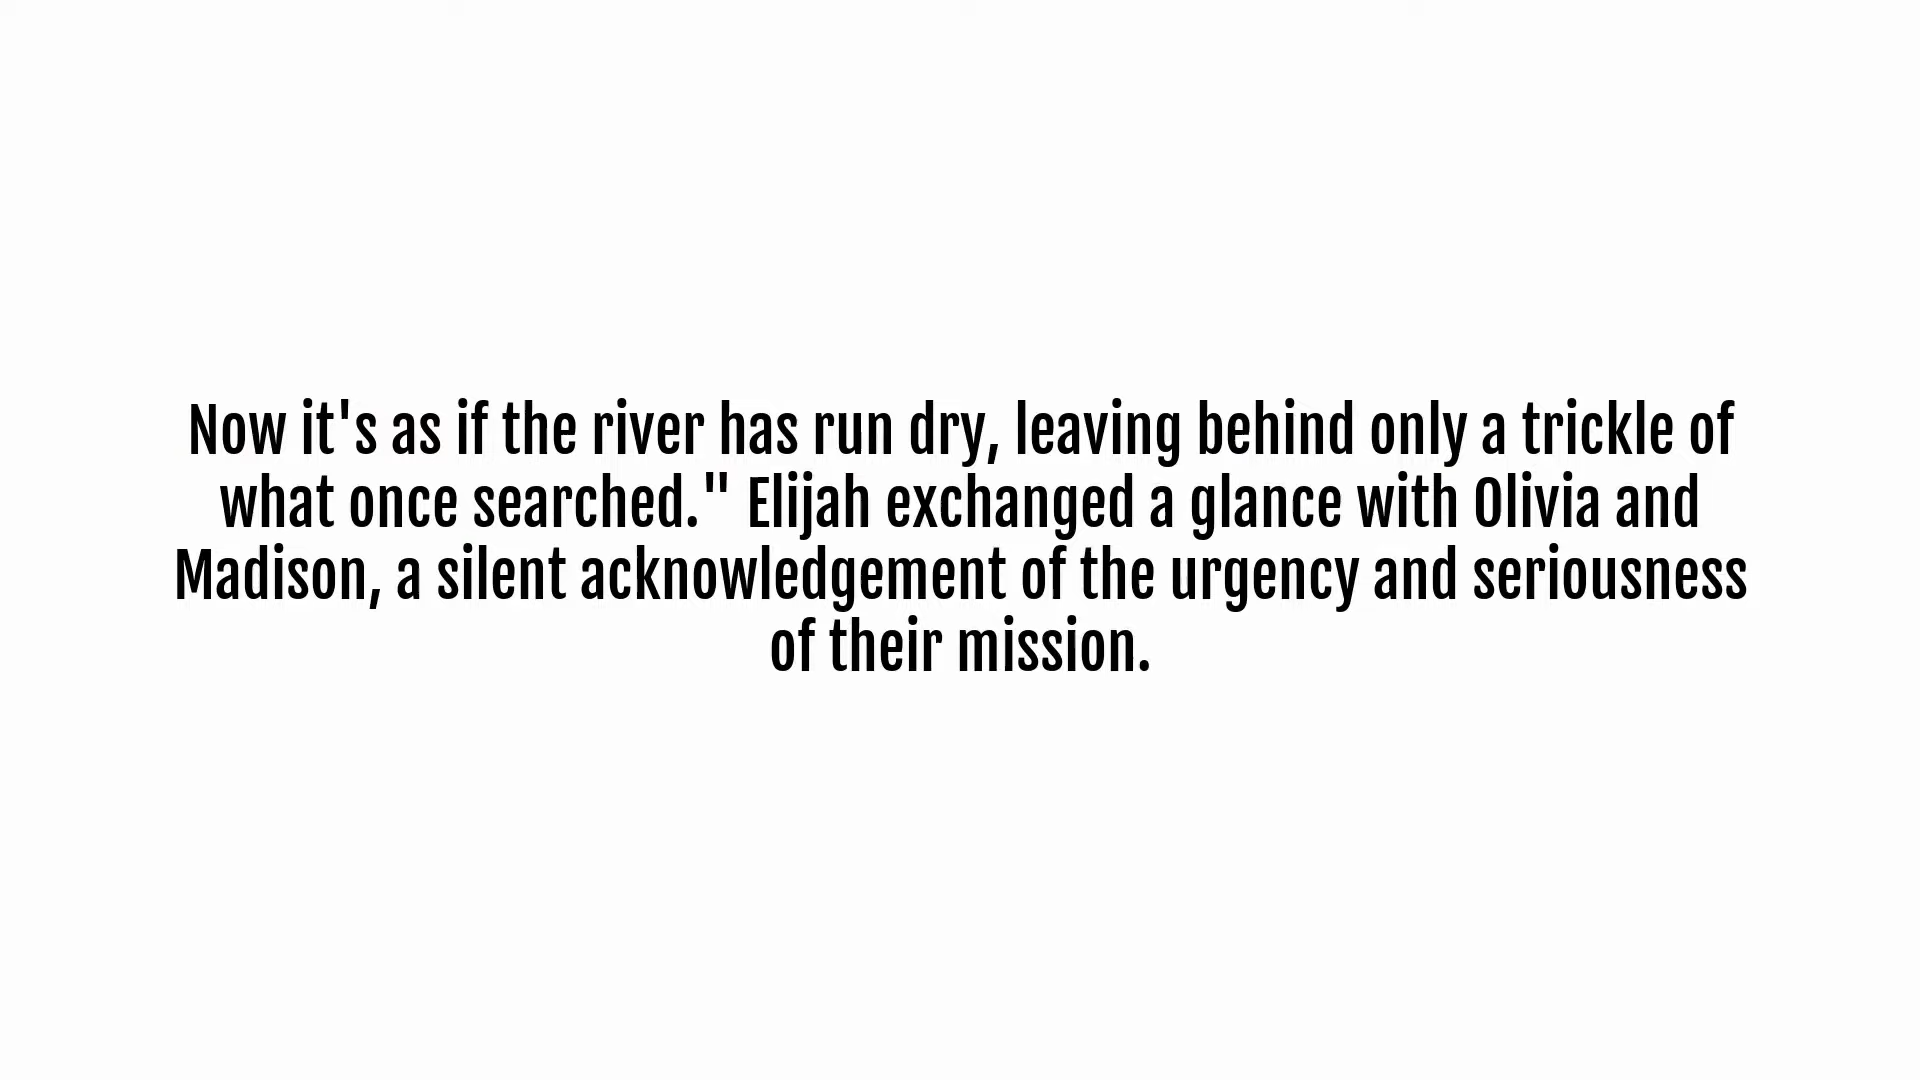 Now it's as if the river has run dry, leaving behind only a trickle of
what once searched." Elijah exchanged a glance with Olivia and
Madison, a silent acknowledgement of the urgency and seriousness
of their mission.